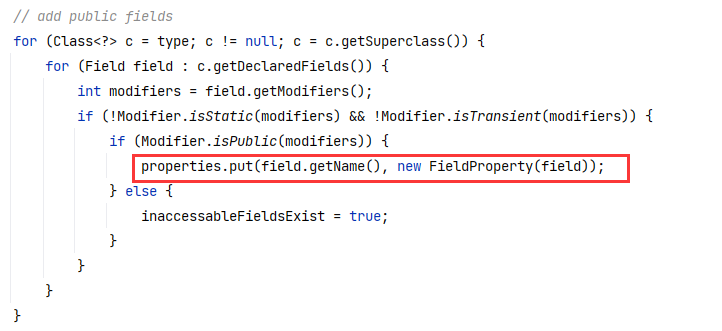 // add public fields
for (Class<?> c = type; c != null; c = c.getSuperclass()) {
for (Field field : c.getDeclaredFields()) {
int modifiers = field.getModifiers();
if (!Modifier.isStatic(modifiers) && !Modifier.isTransient(modifiers)) {
if (Modifier.isPublic(modifiers)) {
properties.put(field.getName(), new FieldProperty(field));
} else {
inaccessableFieldsExist = true;
}
}
}
}